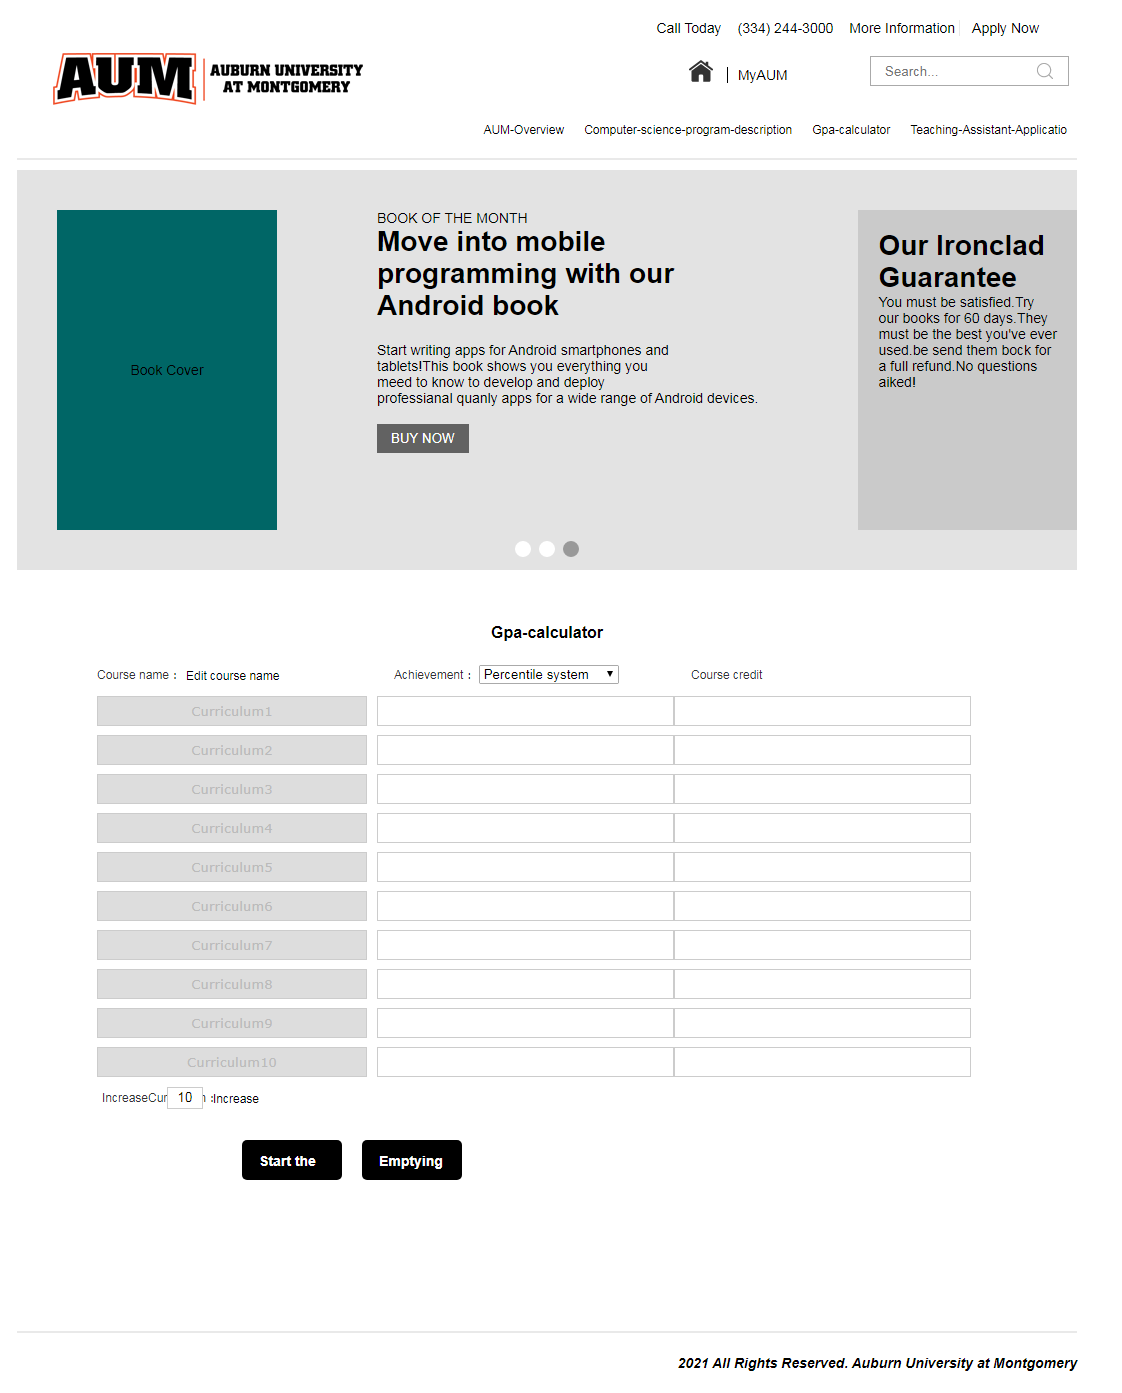 Call Today (334) 244-3000 More Information Apply Now
AUM AUBURN UNIVERSITY
AT MONTGOMERY
MyAUM
Search...
AUM-Overview Computer-science-program-description Gpa-calculator Teaching-Assistant-Applicatio
Book Cover
BOOK OF THE MONTH
Move into mobile
programming with our
Android book
Start writing apps for Android smartphones and
tablets!This book shows you everything you
meed to know to develop and deploy
professianal quanly apps for a wide range of Android devices.
BUY NOW
Our Ironclad
Guarantee
You must be satisfied.Try
our books for 60 days.They
must be the best you've ever
used.be send them bock for
a full refund.No questions
aiked!
Gpa-calculator
Course name : Edit course name Achievement : Percentile system Course credit
Curriculum1
Curriculum2
Curriculum3
Curriculum4
Curriculum5
Curriculum6
Curriculum7
Curriculum8
Curriculum9
Curriculum10
IncreaseCur 10 :Increase
Start the Emptying
2021 All Rights Reserved. Auburn University at Montgomery